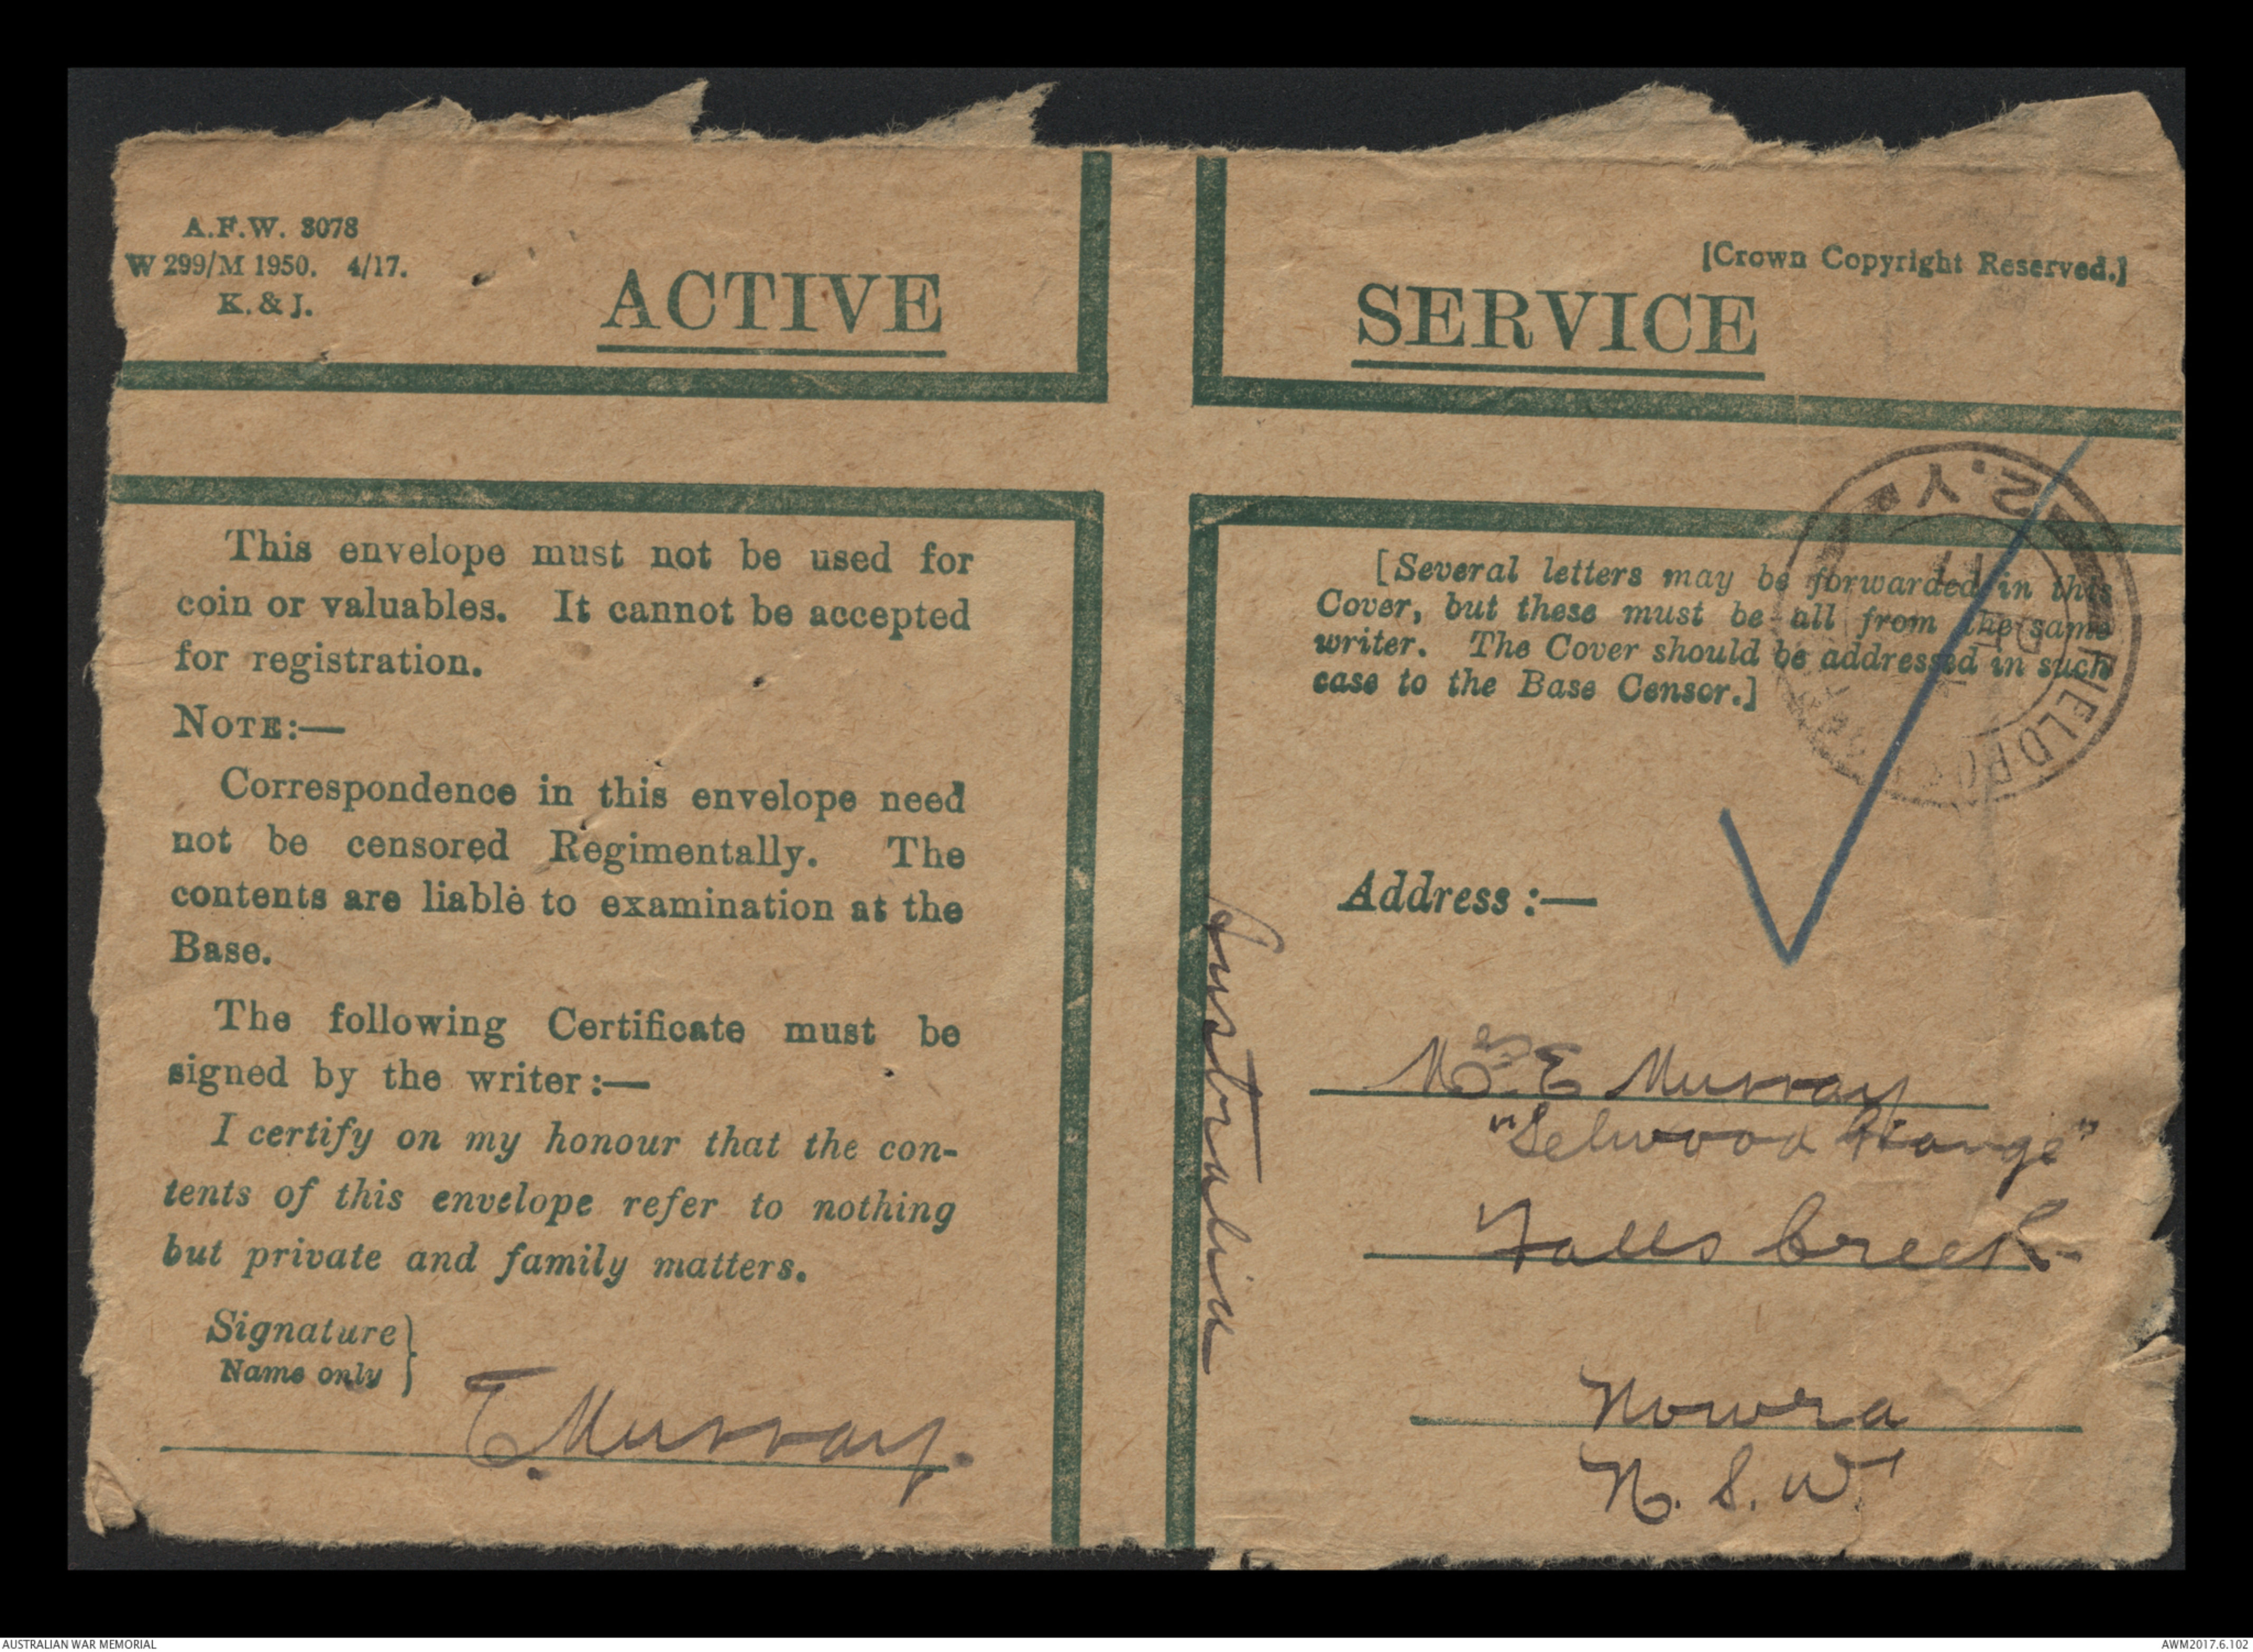 A.F.W. 3078
W 299/M 1950. 4/17.
K. & J.
ACTIVE
SERVICE
[Crown Copyright Reserved.]
This envelope must not be used for
coin or valuables. It cannot be accepted
for registration.
NOTE:—
Correspondence in this envelope need
not be censored Regimentally. The
contents are liable to examination at the
Base.
The following Certificate must be
signed by the writer:—
I certify on my honour that the con-
tents of this envelope refer to nothing
but private and family matters.
Signature }
Name only }
T. Murray.
Australia
[Several letters may be forwarded in this
Cover, but these must be all from the same
writer. The Cover should be addressed in such
case to the Base Censor.]
FIELD POST
17
DE
Address :—
E Murray
"Selwood Grange"
Falls Creek
Nowra
N. S. W
AUSTRALIAN WAR MEMORIAL
AWM2017.6.102